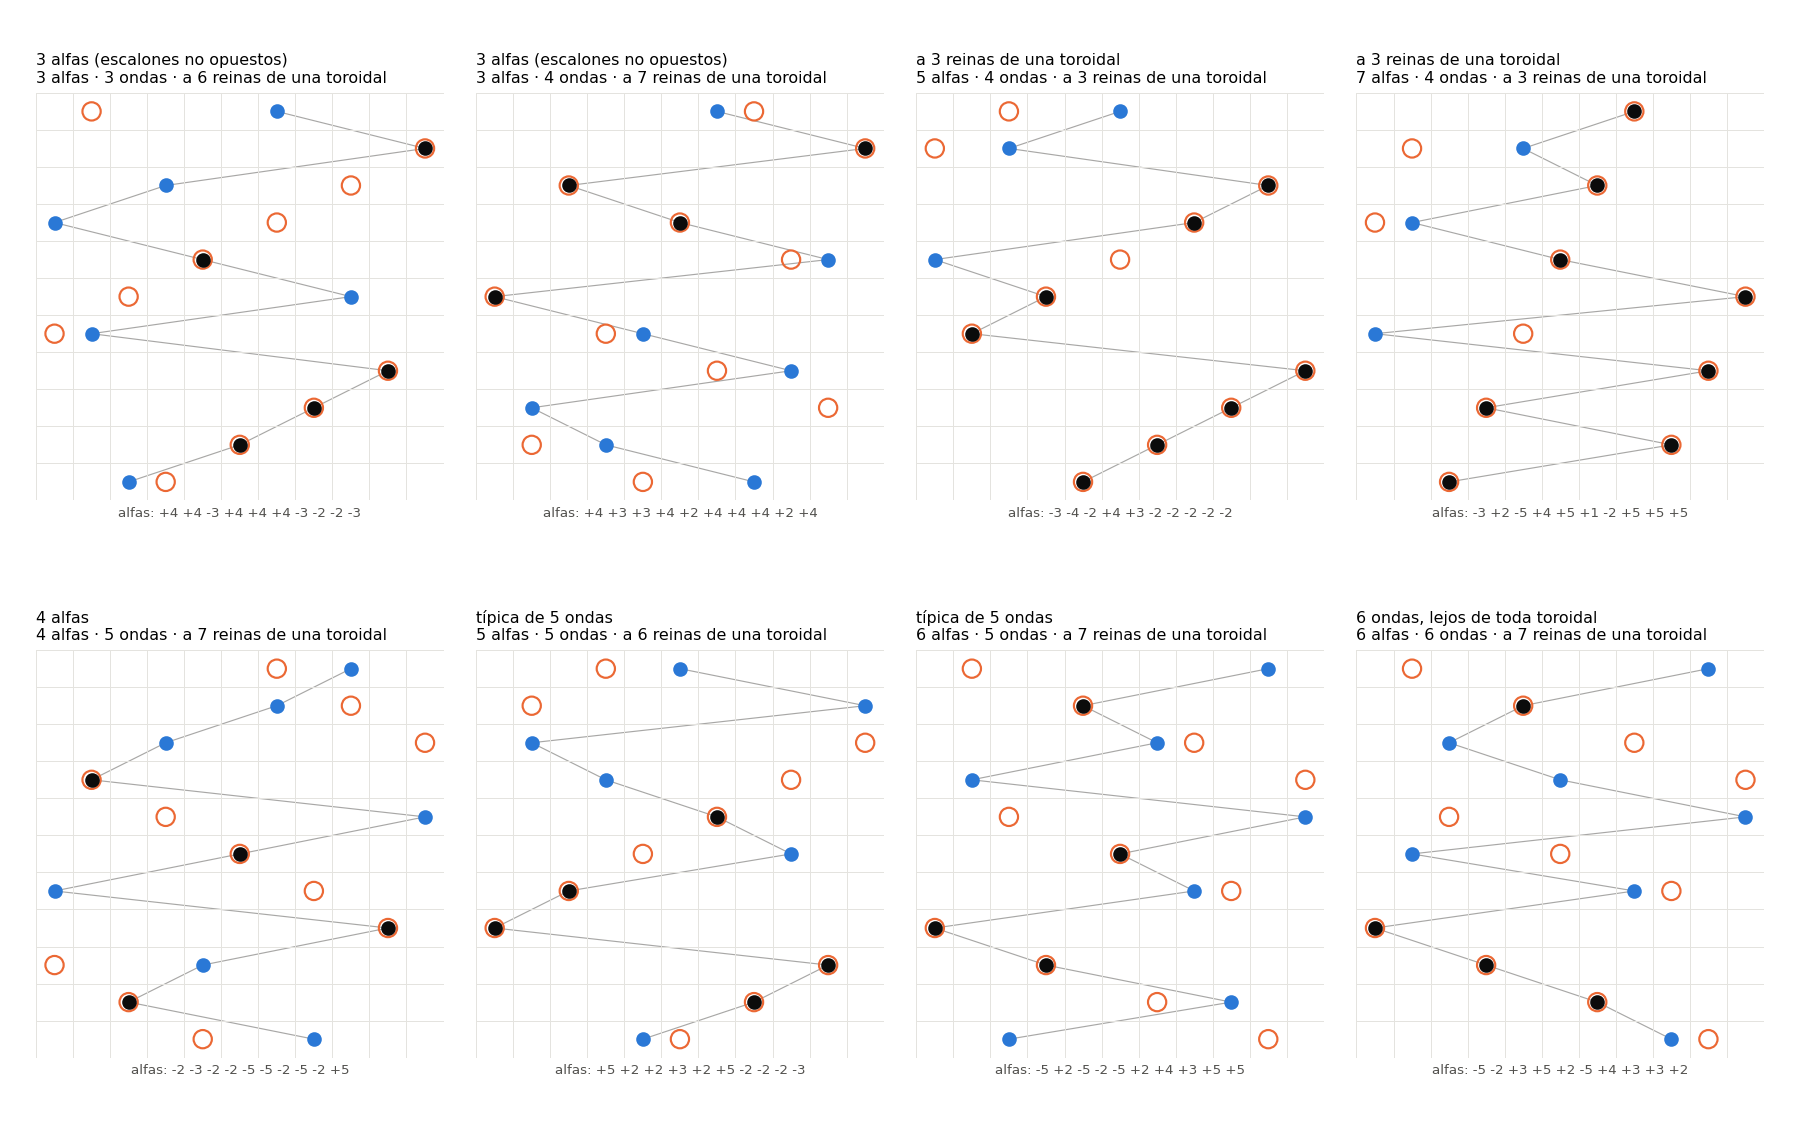 3 alfas (escalones no opuestos)
3 alfas · 3 ondas · a 6 reinas de una toroidal
alfas: +4 +4 -3 +4 +4 +4 -3 -2 -2 -3
3 alfas (escalones no opuestos)
3 alfas · 4 ondas · a 7 reinas de una toroidal
alfas: +4 +3 +3 +4 +2 +4 +4 +4 +2 +4
a 3 reinas de una toroidal
5 alfas · 4 ondas · a 3 reinas de una toroidal
alfas: -3 -4 -2 +4 +3 -2 -2 -2 -2 -2
a 3 reinas de una toroidal
7 alfas · 4 ondas · a 3 reinas de una toroidal
alfas: -3 +2 -5 +4 +5 +1 -2 +5 +5 +5
4 alfas
4 alfas · 5 ondas · a 7 reinas de una toroidal
alfas: -2 -3 -2 -2 -5 -5 -2 -5 -2 +5
típica de 5 ondas
5 alfas · 5 ondas · a 6 reinas de una toroidal
alfas: +5 +2 +2 +3 +2 +5 -2 -2 -2 -3
típica de 5 ondas
6 alfas · 5 ondas · a 7 reinas de una toroidal
alfas: -5 +2 -5 -2 -5 +2 +4 +3 +5 +5
6 ondas, lejos de toda toroidal
6 alfas · 6 ondas · a 7 reinas de una toroidal
alfas: -5 -2 +3 +5 +2 -5 +4 +3 +3 +2